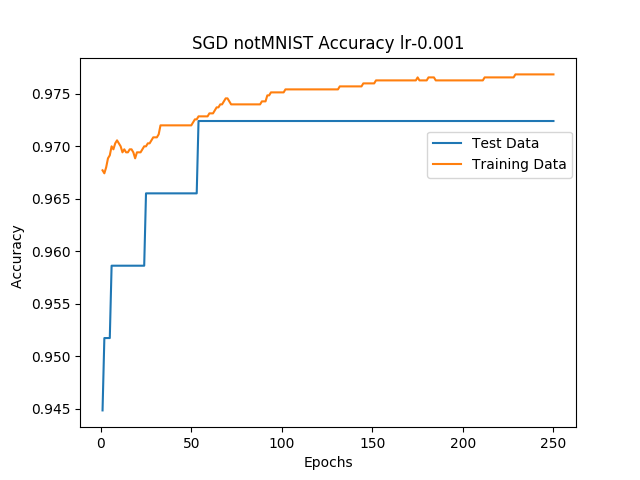 SGD notMNIST Accuracy lr-0.001
0.975
0.970
0.965
0.960
0.955
0.950
0.945
Accuracy
Test Data
Training Data
0
50
100
150
200
250
Epochs